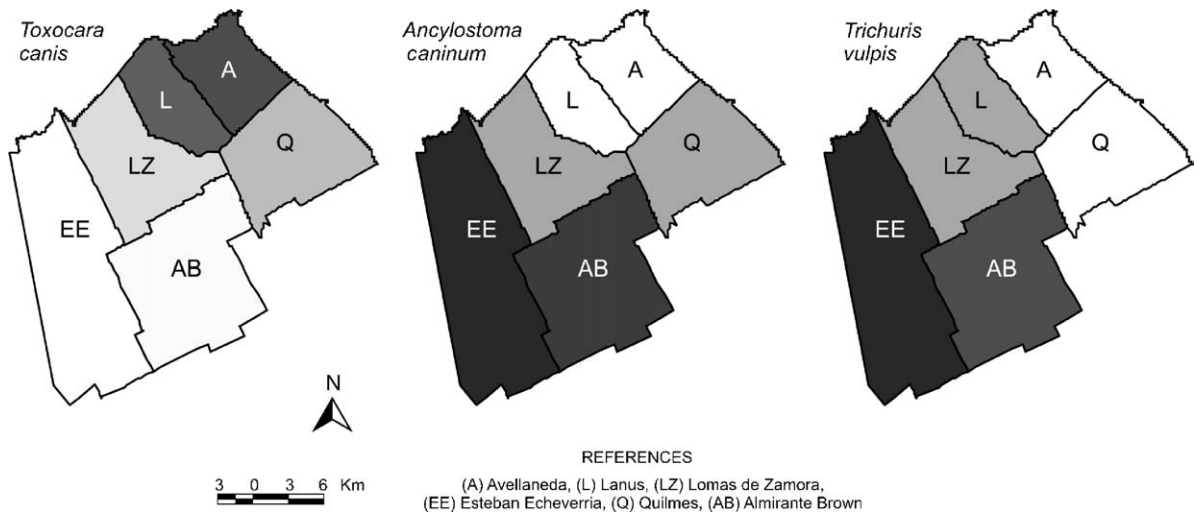 Toxocara
canis
A
L
Q
LZ
EE
AB
Ancylostoma
caninum
A
L
Q
LZ
EE
AB
Trichuris
vulpis
A
L
Q
LZ
EE
AB
N
3 0 3 6 Km
REFERENCES
(A) Avellaneda, (L) Lanus, (LZ) Lomas de Zamora,
(EE) Esteban Echeverria, (Q) Quilmes, (AB) Almirante Brown